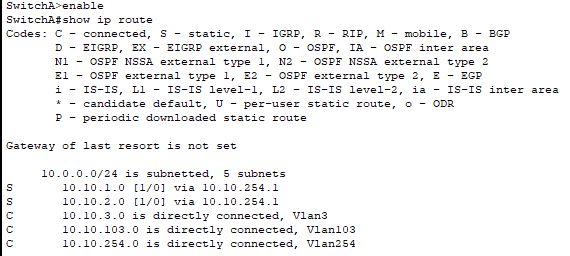 SwitchA>enable
SwitchA#show ip route
Codes: C - connected, S - static, I - IGRP, R - RIP, M - mobile, B - BGP
D - EIGRP, EX - EIGRP external, O - OSPF, IA - OSPF inter area
N1 - OSPF NSSA external type 1, N2 - OSPF NSSA external type 2
E1 - OSPF external type 1, E2 - OSPF external type 2, E - EGP
i - IS-IS, L1 - IS-IS level-1, L2 - IS-IS level-2, ia - IS-IS inter area
* - candidate default, U - per-user static route, o - ODR
P - periodic downloaded static route
Gateway of last resort is not set
10.0.0.0/24 is subnetted, 5 subnets
S 10.10.1.0 [1/0] via 10.10.254.1
S 10.10.2.0 [1/0] via 10.10.254.1
C 10.10.3.0 is directly connected, Vlan3
C 10.10.103.0 is directly connected, Vlan103
C 10.10.254.0 is directly connected, Vlan254